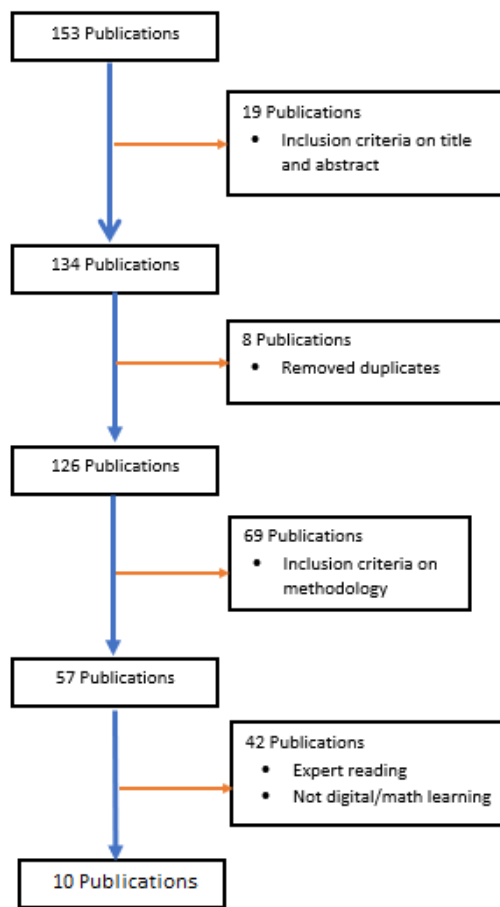 153 Publications
19 Publications
• Inclusion criteria on title
and abstract
134 Publications
8 Publications
• Removed duplicates
126 Publications
69 Publications
• Inclusion criteria on
methodology
57 Publications
42 Publications
• Expert reading
• Not digital/math learning
10 Publications